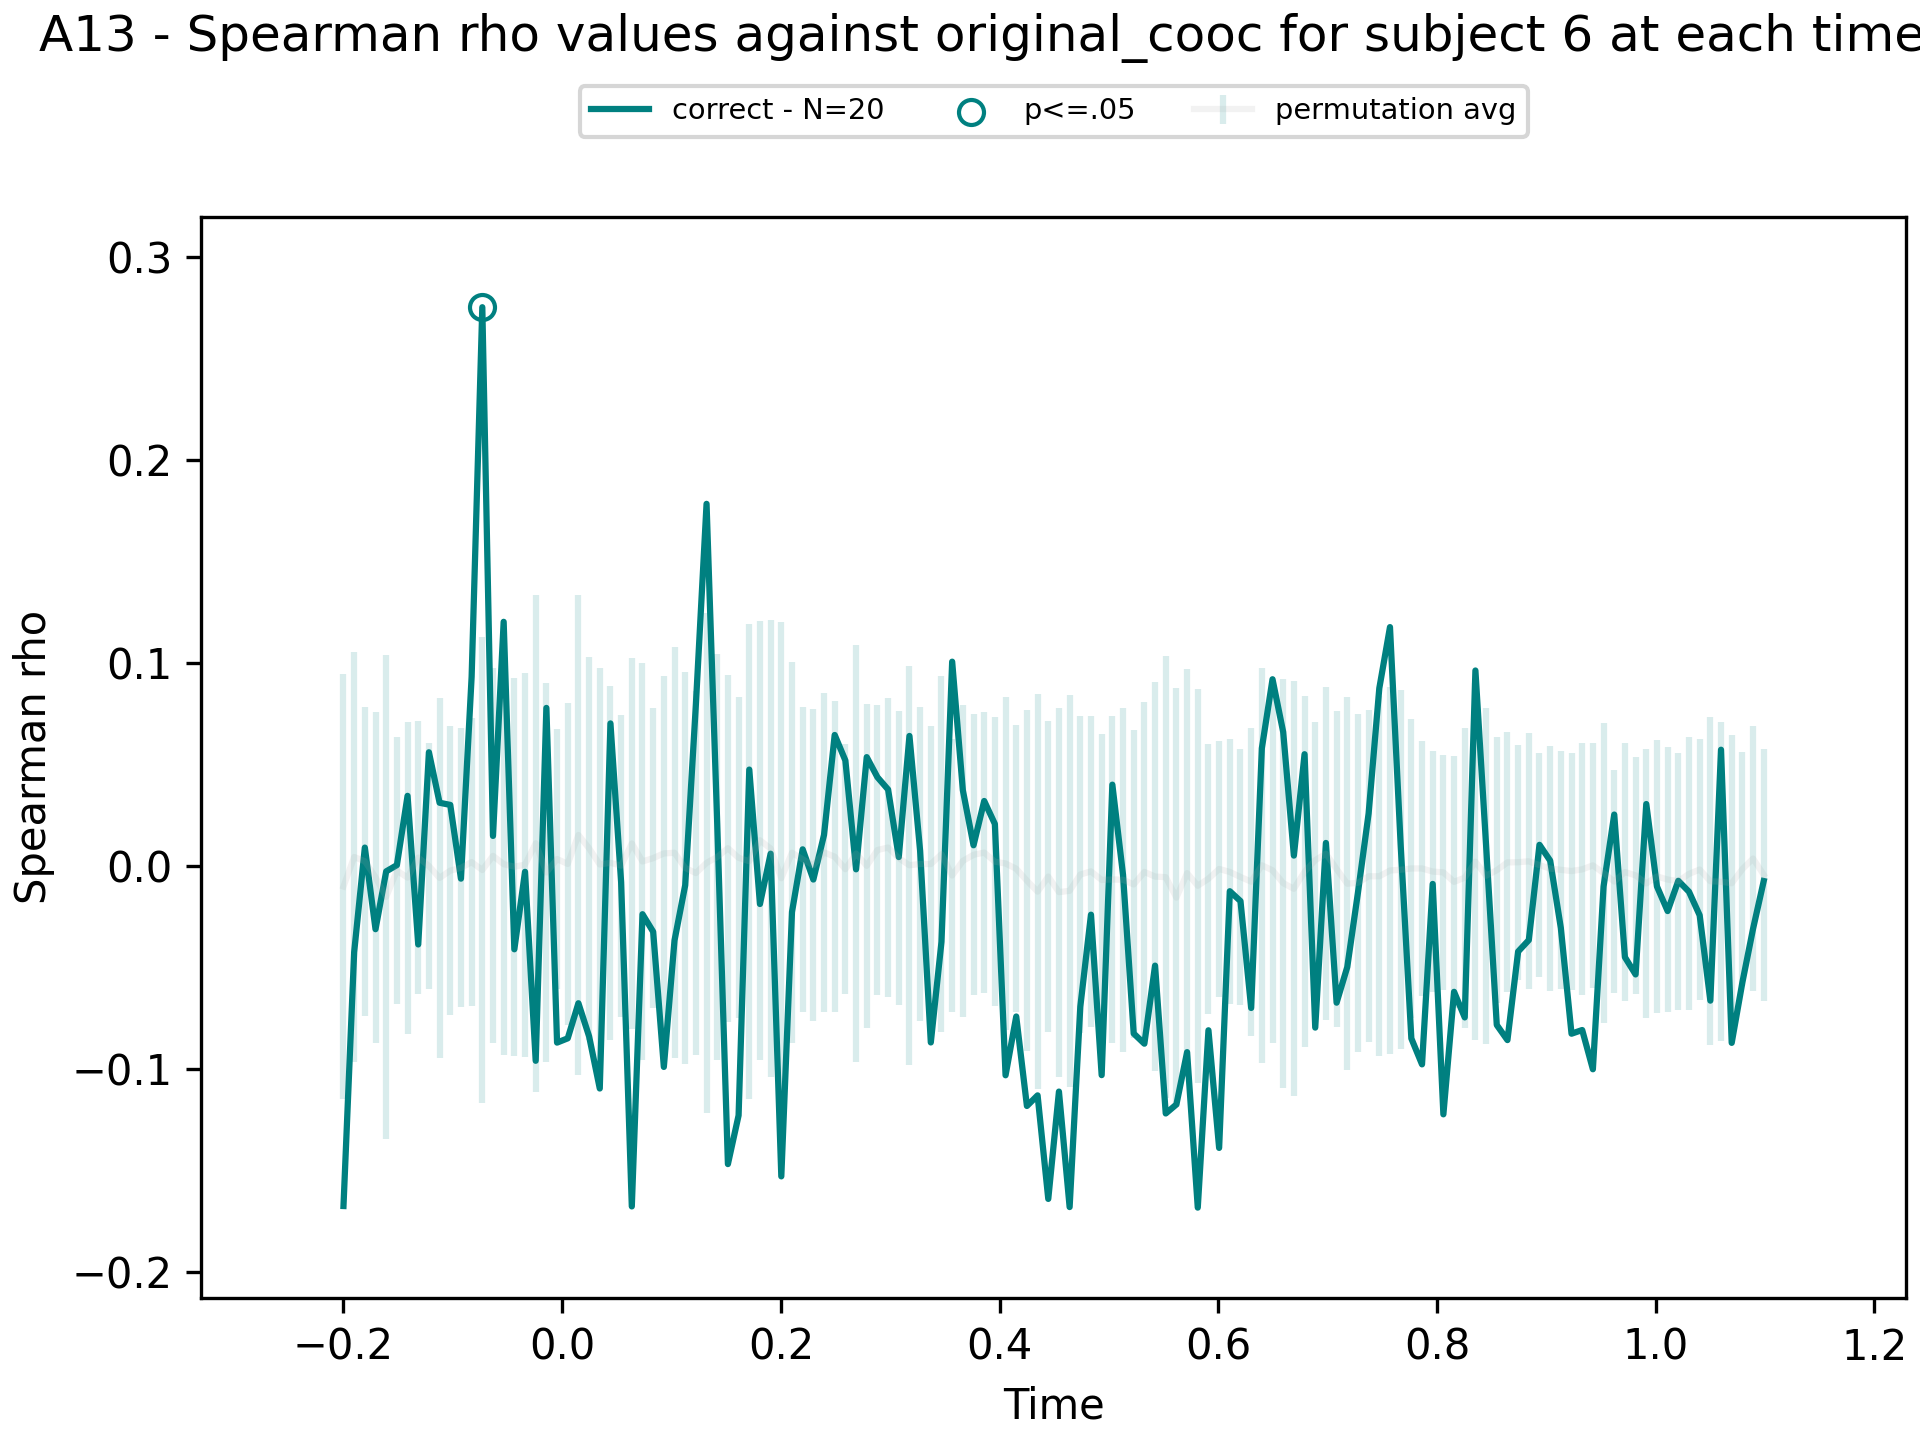 A13 - Spearman rho values against original_cooc for subject 6 at each time
correct - N=20 p<=.05 permutation avg
0.3
0.2
0.1
0.0
−0.1
−0.2
Spearman rho
−0.2 0.0 0.2 0.4 0.6 0.8 1.0 1.2
Time